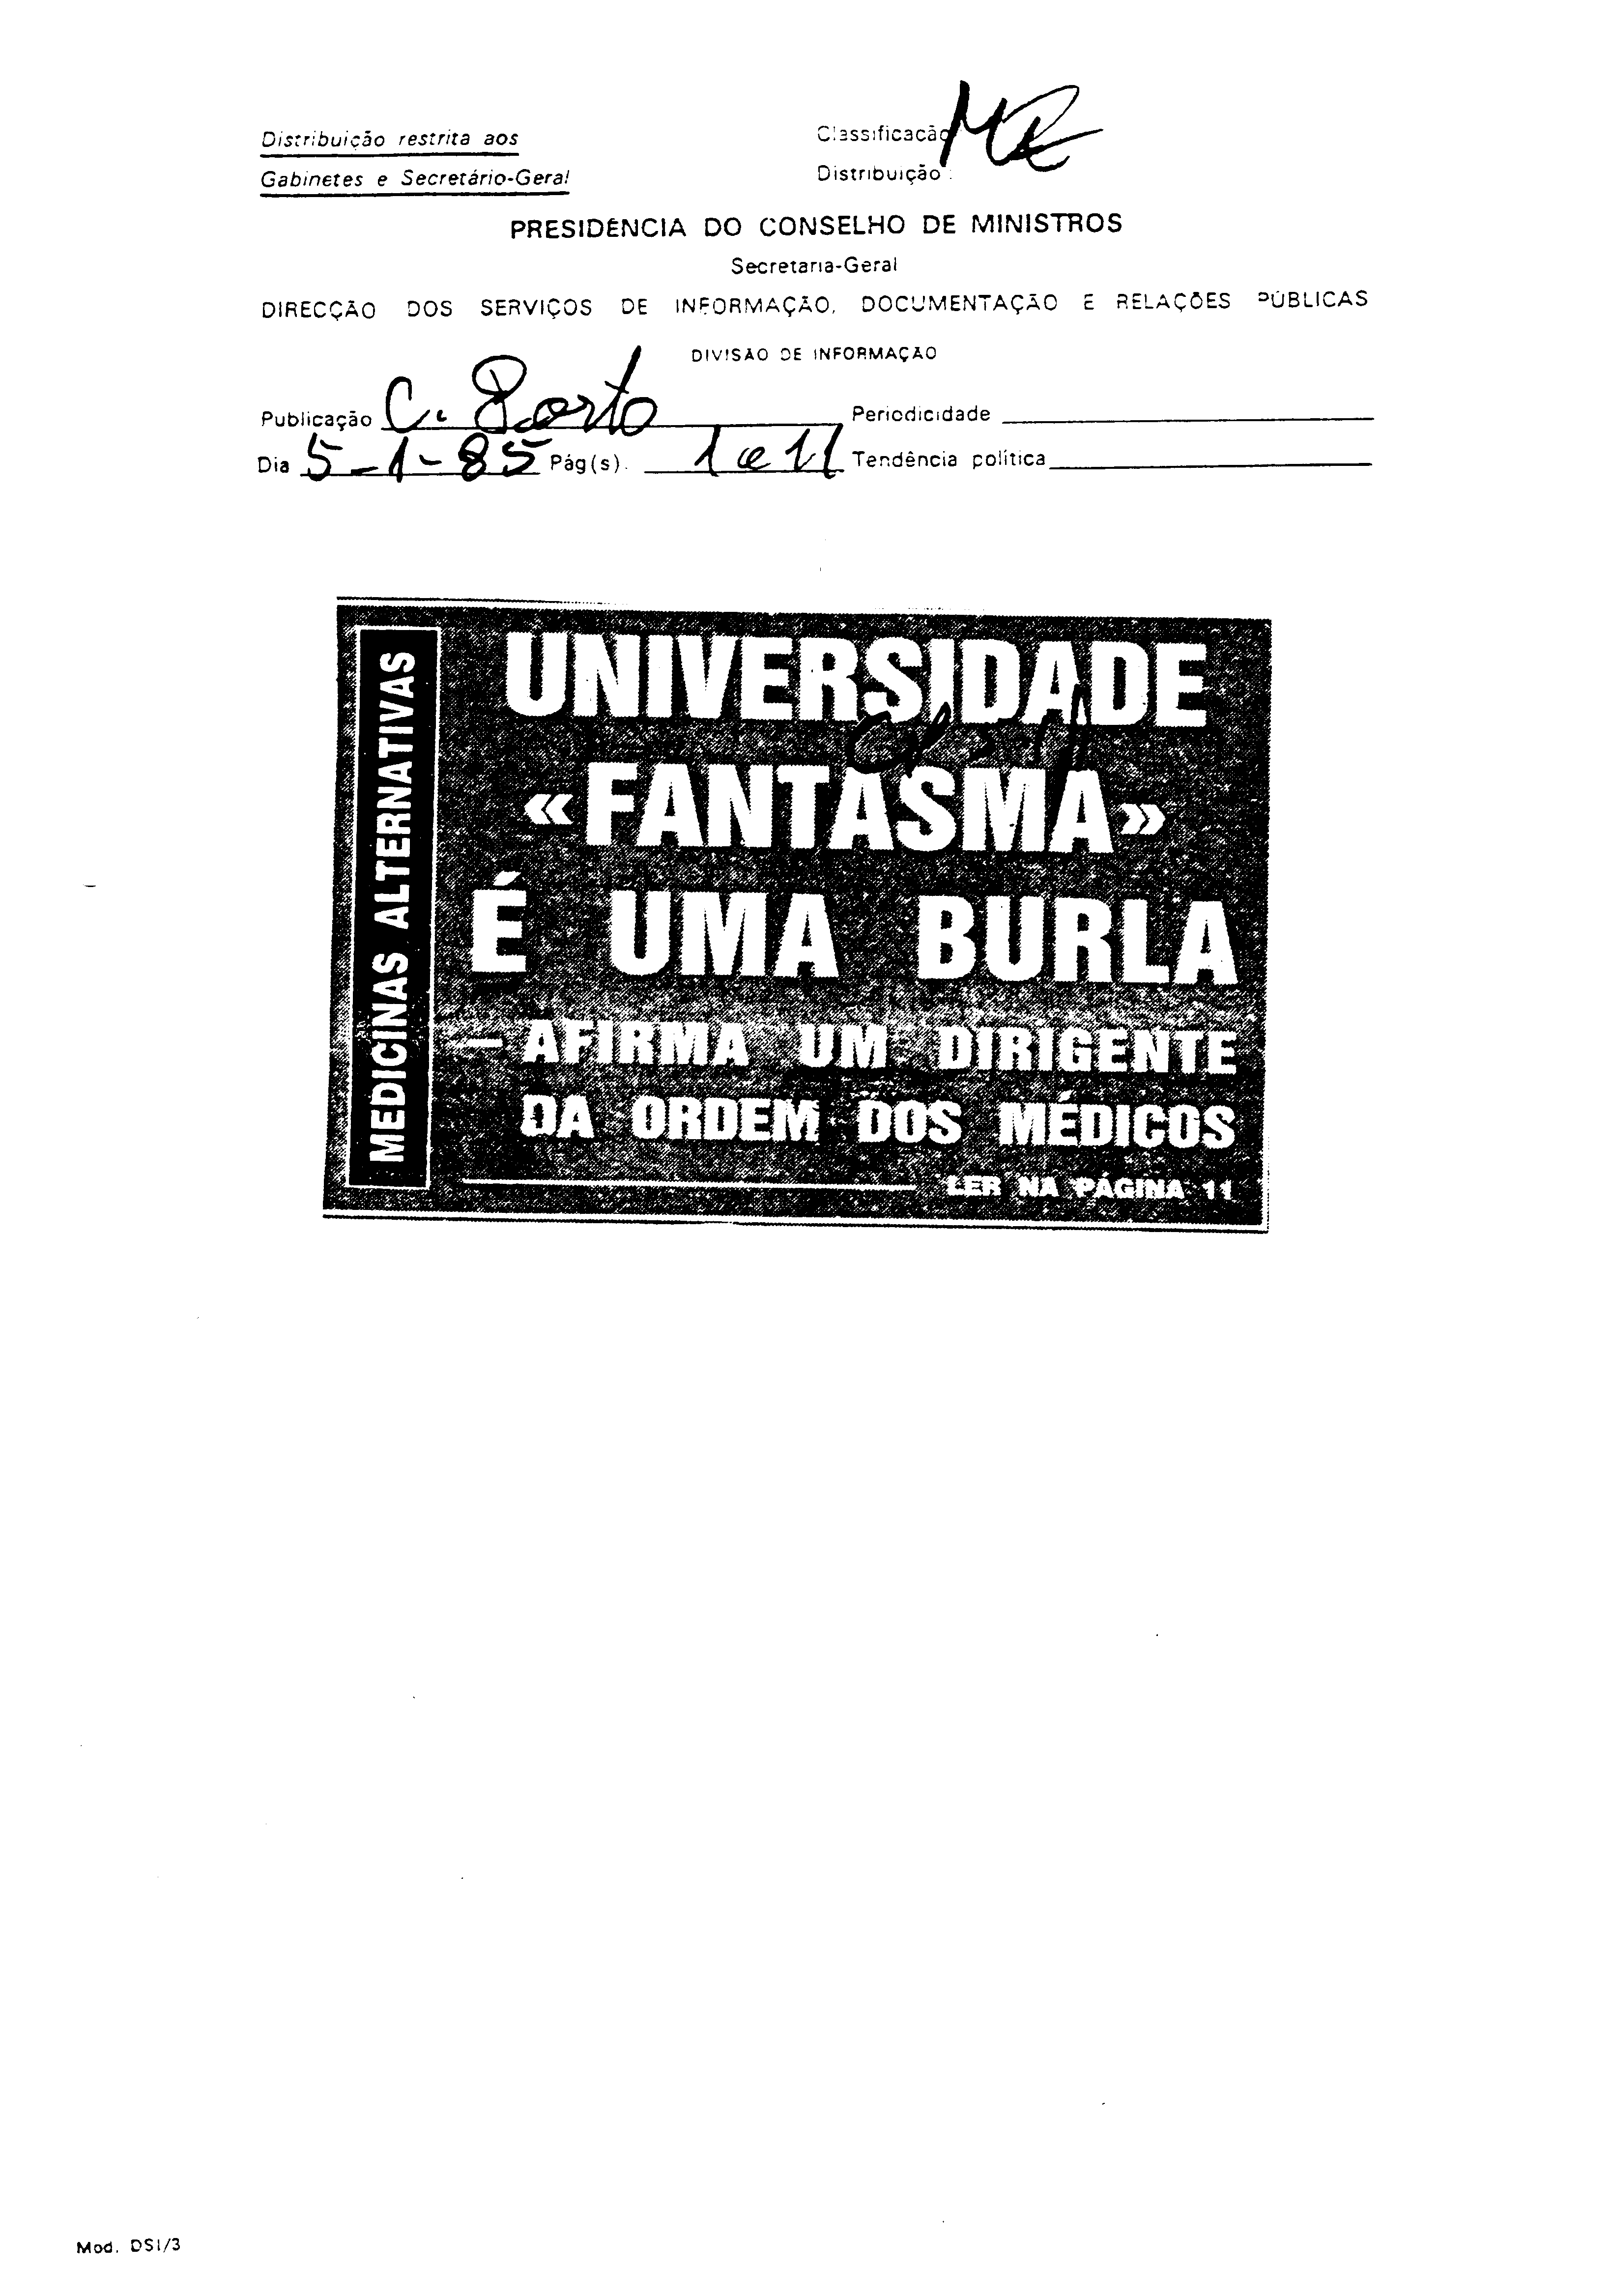 Distribuição restrita aos
Gabinetes e Secretário-Geral
Classificação
Distribuição :
PRESIDÊNCIA DO CONSELHO DE MINISTROS
Secretaria-Geral
DIRECÇÃO DOS SERVIÇOS DE INFORMAÇÃO, DOCUMENTAÇÃO E RELAÇÕES PÚBLICAS
DIVISÃO DE INFORMAÇÃO
Publicação C. Porto Periodicidade
Dia 5-1-85 Pág(s). 1 e 11 Tendência política
MEDICINAS ALTERNATIVAS
UNIVERSIDADE
«FANTASMA»
É UMA BURLA
— AFIRMA UM DIRIGENTE
DA ORDEM DOS MÉDICOS
LER NA PÁGINA 11
Mod. DSI/3